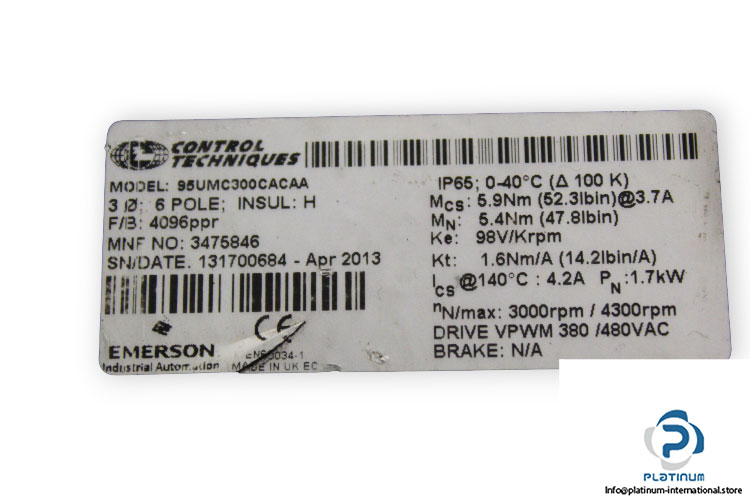 CONTROL
TECHNIQUES
MODEL: 95UMC300CACAA
3 Ø: 6 POLE; INSUL: H
F/B: 4096ppr
MNF NO: 3475846
SN/DATE. 131700684 - Apr 2013
CE
EMERSON
Industrial Automation
EN60034-1
MADE IN UK EC
IP65; 0-40°C (Δ 100 K)
MCS: 5.9Nm (52.3lbin)@3.7A
MN: 5.4Nm (47.8lbin)
Ke: 98V/Krpm
Kt: 1.6Nm/A (14.2lbin/A)
ICS @140°C : 4.2A PN:1.7kW
nN/max: 3000rpm / 4300rpm
DRIVE VPWM 380 /480VAC
BRAKE: N/A
PLATINUM
Info@platinum-international.store